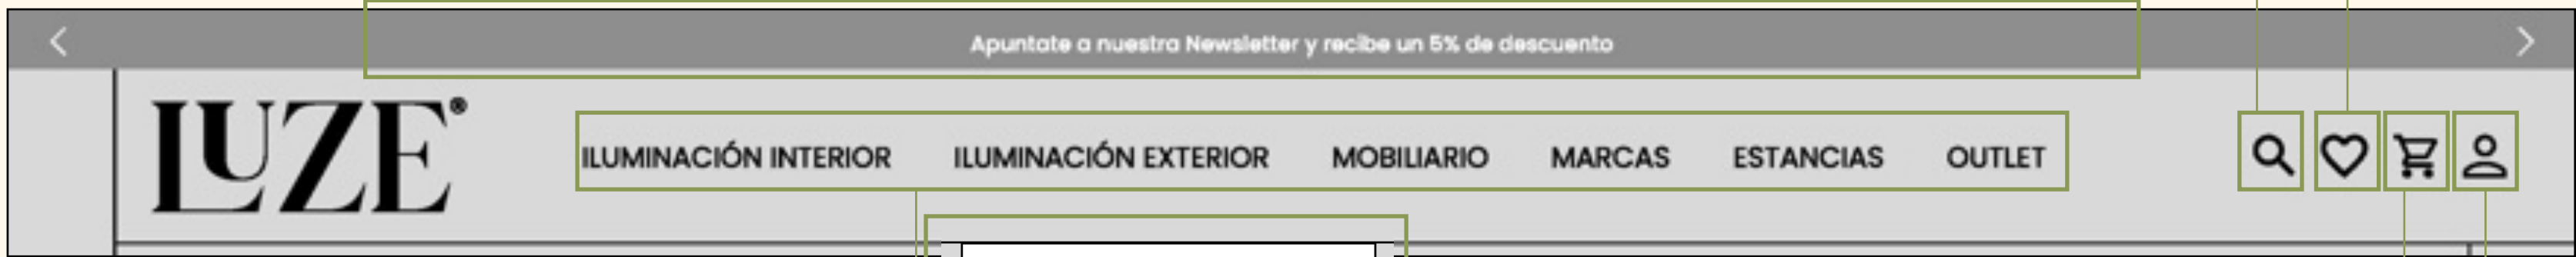 Apuntate a nuestra Newsletter y recibe un 5% de descuento
LUZE®
ILUMINACIÓN INTERIOR ILUMINACIÓN EXTERIOR MOBILIARIO MARCAS ESTANCIAS OUTLET